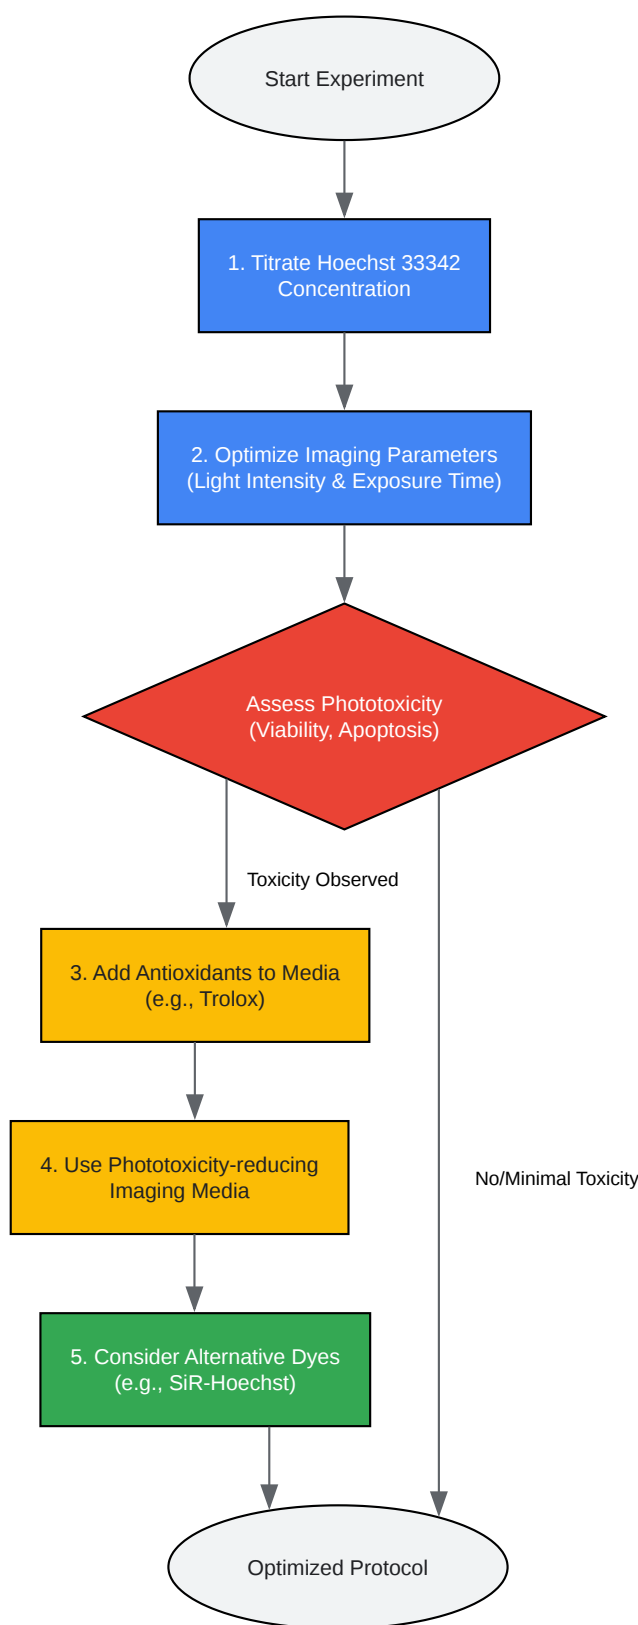 Start Experiment
1. Titrate Hoechst 33342
Concentration
2. Optimize Imaging Parameters
(Light Intensity & Exposure Time)
Assess Phototoxicity
(Viability, Apoptosis)
Toxicity Observed
3. Add Antioxidants to Media
(e.g., Trolox)
4. Use Phototoxicity-reducing
Imaging Media
No/Minimal Toxicity
5. Consider Alternative Dyes
(e.g., SiR-Hoechst)
Optimized Protocol